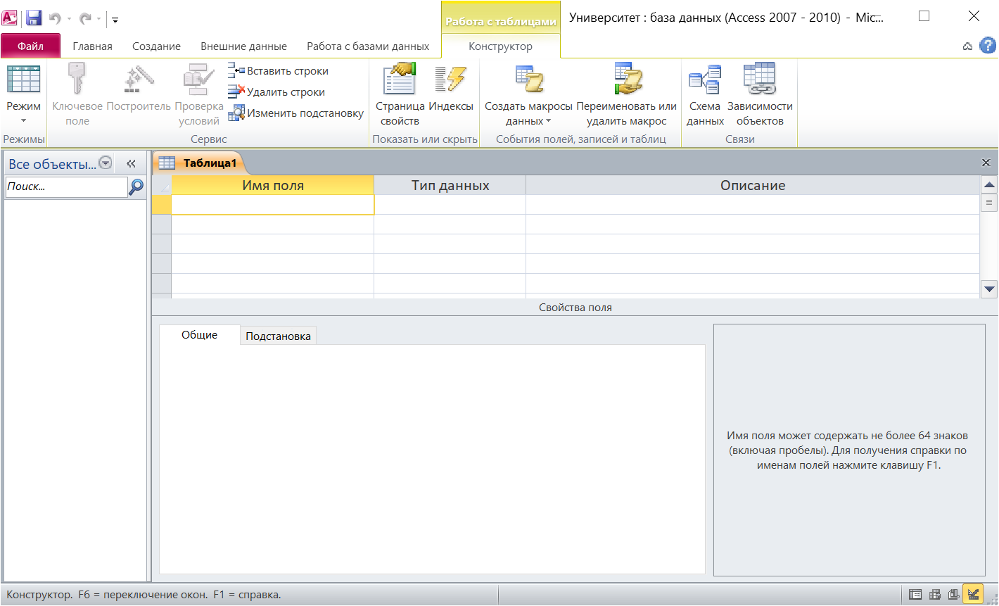 Работа с таблицами
Университет : база данных (Access 2007 - 2010) - Mic...
Файл Главная Создание Внешние данные Работа с базами данных Конструктор
Режим
Ключевое поле
Построитель
Проверка условий
Вставить строки
Удалить строки
Изменить подстановку
Страница свойств
Индексы
Создать макросы данных
Переименовать или удалить макрос
Схема данных
Зависимости объектов
Режимы Сервис Показать или скрыть События полей, записей и таблиц Связи
Все объекты... «
Поиск...
Таблица1
Имя поля Тип данных Описание
Свойства поля
Общие Подстановка
Имя поля может содержать не более 64 знаков
(включая пробелы). Для получения справки по
именам полей нажмите клавишу F1.
Конструктор. F6 = переключение окон. F1 = справка.